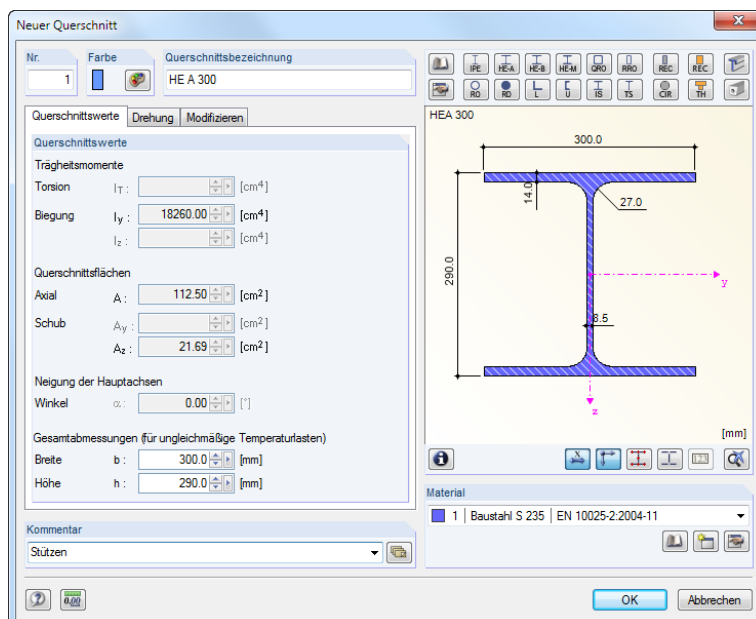 Neuer Querschnitt
Nr.
Farbe
Querschnittsbezeichnung
1
HE A 300
Querschnittswerte Drehung Modifizieren
Querschnittswerte
Trägheitsmomente
Torsion IT : [cm4]
Biegung Iy : 18260.00 [cm4]
Iz : [cm4]
Querschnittsflächen
Axial A : 112.50 [cm2]
Schub Ay : [cm2]
Az : 21.69 [cm2]
Neigung der Hauptachsen
Winkel α : 0.00 [°]
Gesamtabmessungen (für ungleichmäßige Temperaturlasten)
Breite b : 300.0 [mm]
Höhe h : 290.0 [mm]
Kommentar
Stützen
IPE HE-A HE-B HE-M QRO RRO REC REC
RO RO L U IS TS CIR TH
HEA 300
300.0
14.0
27.0
290.0
y
8.5
z
[mm]
Material
1 Baustahl S 235 EN 10025-2:2004-11
0.00
OK Abbrechen